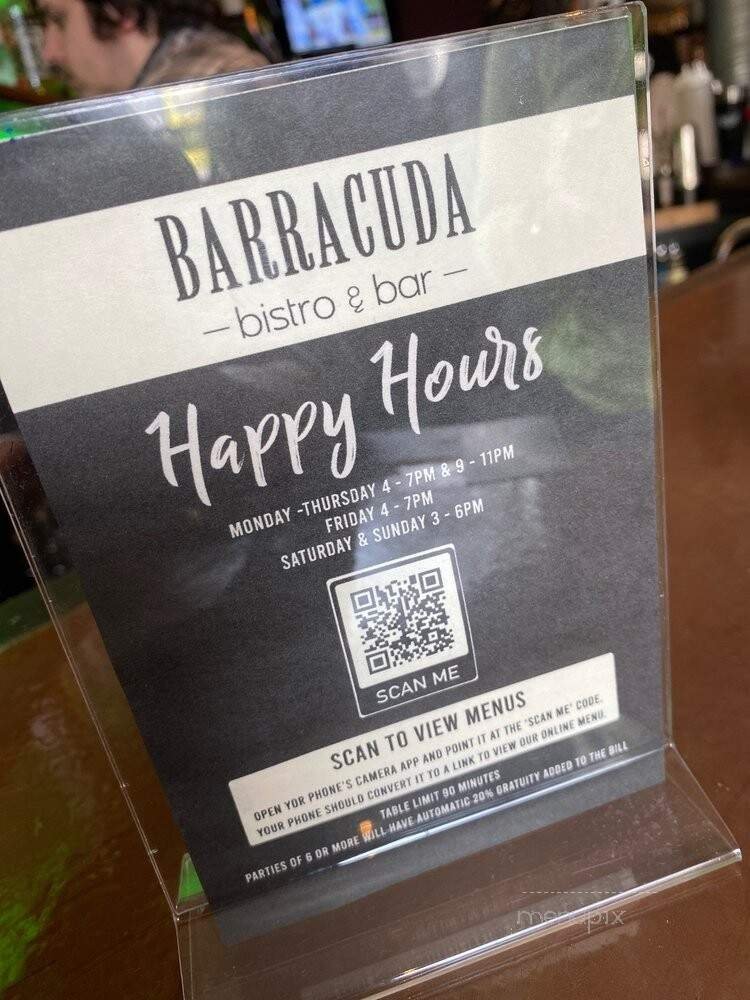 BARRACUDA
- bistro & bar -
Happy Hours
MONDAY -THURSDAY 4 - 7PM & 9 - 11PM
FRIDAY 4 - 7PM
SATURDAY & SUNDAY 3 - 6PM
SCAN ME
SCAN TO VIEW MENUS
OPEN YOR PHONE'S CAMERA APP AND POINT IT AT THE 'SCAN ME' CODE.
YOUR PHONE SHOULD CONVERT IT TO A LINK TO VIEW OUR ONLINE MENU.
TABLE LIMIT 90 MINUTES
PARTIES OF 6 OR MORE WILL HAVE AUTOMATIC 20% GRATUITY ADDED TO THE BILL
menupix